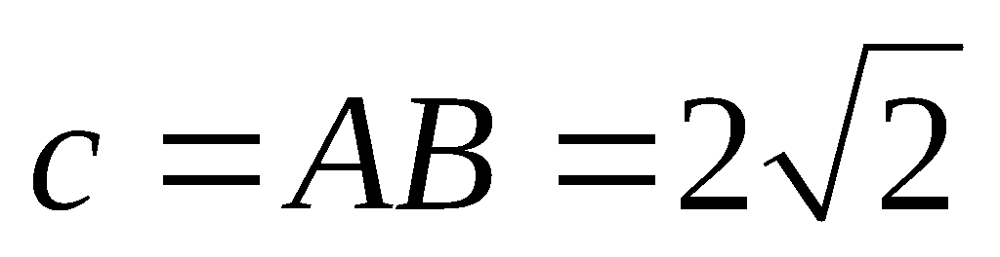 c = AB = 2√2